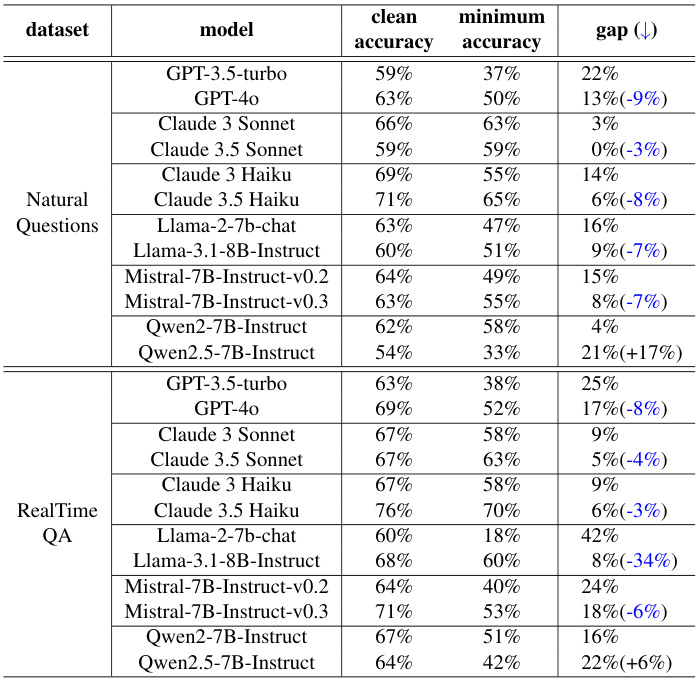 dataset model clean accuracy minimum accuracy gap (↓)
Natural Questions
GPT-3.5-turbo 59% 37% 22%
GPT-4o 63% 50% 13%(-9%)
Claude 3 Sonnet 66% 63% 3%
Claude 3.5 Sonnet 59% 59% 0%(-3%)
Claude 3 Haiku 69% 55% 14%
Claude 3.5 Haiku 71% 65% 6%(-8%)
Llama-2-7b-chat 63% 47% 16%
Llama-3.1-8B-Instruct 60% 51% 9%(-7%)
Mistral-7B-Instruct-v0.2 64% 49% 15%
Mistral-7B-Instruct-v0.3 63% 55% 8%(-7%)
Qwen2-7B-Instruct 62% 58% 4%
Qwen2.5-7B-Instruct 54% 33% 21%(+17%)
RealTime QA
GPT-3.5-turbo 63% 38% 25%
GPT-4o 69% 52% 17%(-8%)
Claude 3 Sonnet 67% 58% 9%
Claude 3.5 Sonnet 67% 63% 5%(-4%)
Claude 3 Haiku 67% 58% 9%
Claude 3.5 Haiku 76% 70% 6%(-3%)
Llama-2-7b-chat 60% 18% 42%
Llama-3.1-8B-Instruct 68% 60% 8%(-34%)
Mistral-7B-Instruct-v0.2 64% 40% 24%
Mistral-7B-Instruct-v0.3 71% 53% 18%(-6%)
Qwen2-7B-Instruct 67% 51% 16%
Qwen2.5-7B-Instruct 64% 42% 22%(+6%)